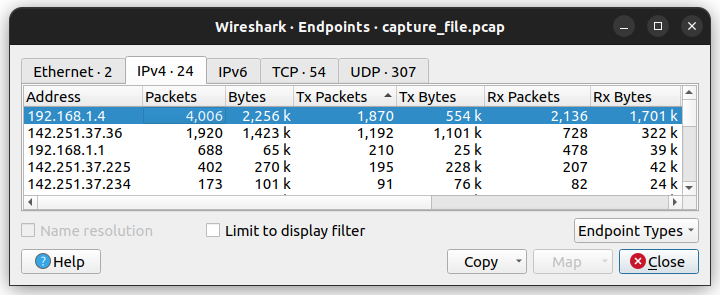 Wireshark · Endpoints · capture_file.pcap
Ethernet · 2 IPv4 · 24 IPv6 TCP · 54 UDP · 307
Address Packets Bytes Tx Packets Tx Bytes Rx Packets Rx Bytes
192.168.1.4 4,006 2,256 k 1,870 554 k 2,136 1,701 k
142.251.37.36 1,920 1,423 k 1,192 1,101 k 728 322 k
192.168.1.1 688 65 k 210 25 k 478 39 k
142.251.37.225 402 270 k 195 228 k 207 42 k
142.251.37.234 173 101 k 91 76 k 82 24 k
Name resolution Limit to display filter Endpoint Types
Help Copy Map Close